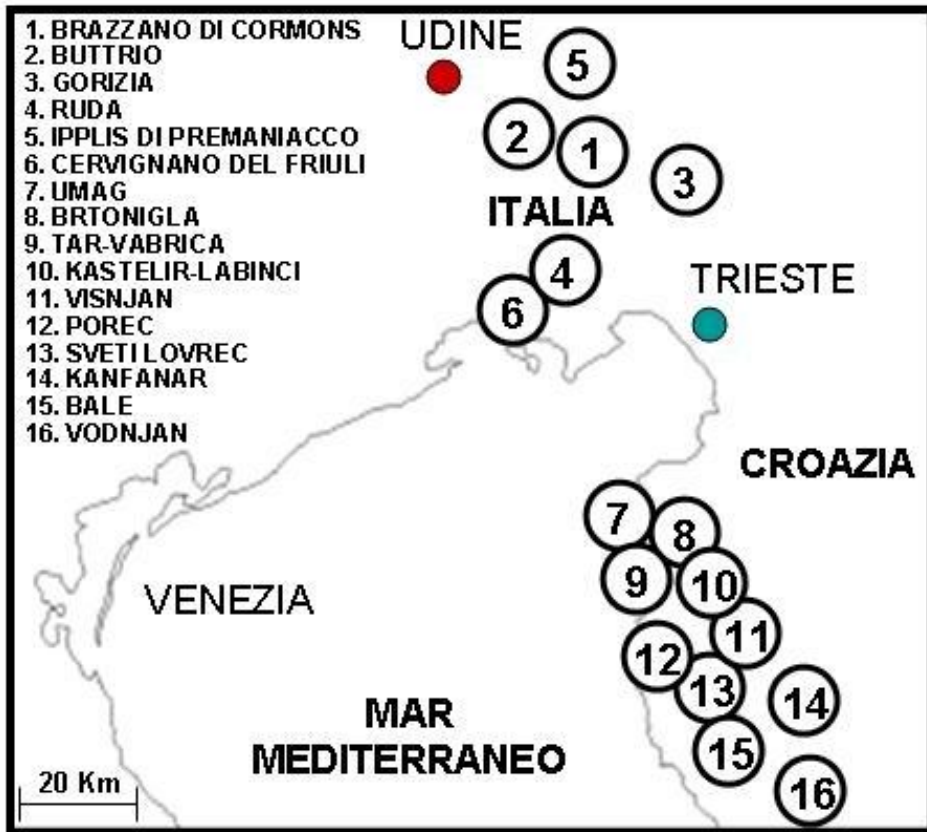 1. BRAZZANO DI CORMONS
2. BUTTRIO
3. GORIZIA
4. RUDA
5. IPPLIS DI PREMANIACCO
6. CERVIGNANO DEL FRIULI
7. UMAG
8. BRTONIGLA
9. TAR-VABRICA
10. KASTELIR-LABINCI
11. VISNJAN
12. POREC
13. SVETI LOVREC
14. KANFANAR
15. BALE
16. VODNJAN
UDINE
5
2
1
3
ITALIA
4
6
TRIESTE
CROAZIA
7
8
9
10
VENEZIA
11
12
13
14
MAR
MEDITERRANEO
15
16
20 Km